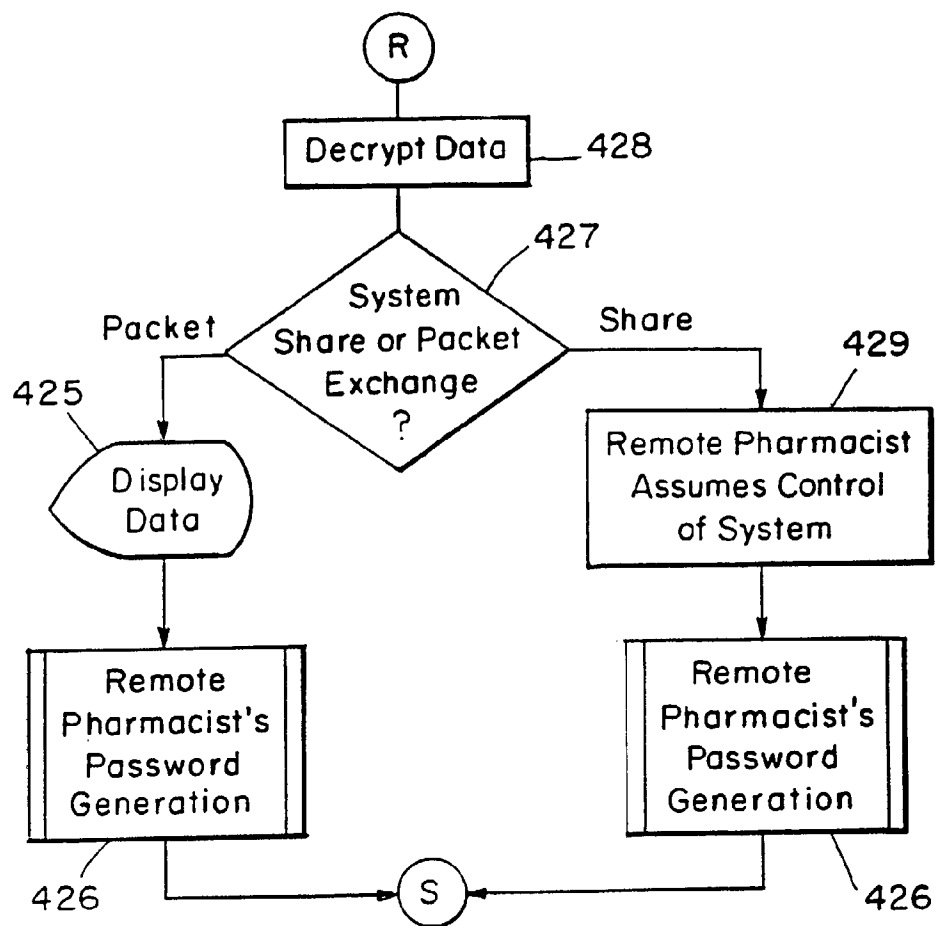 R
Decrypt Data
428
427
System
Share or Packet
Exchange
?
Packet
Share
425
429
Display
Data
Remote Pharmacist
Assumes Control
of System
Remote
Pharmacist's
Password
Generation
426
Remote
Pharmacist's
Password
Generation
426
S